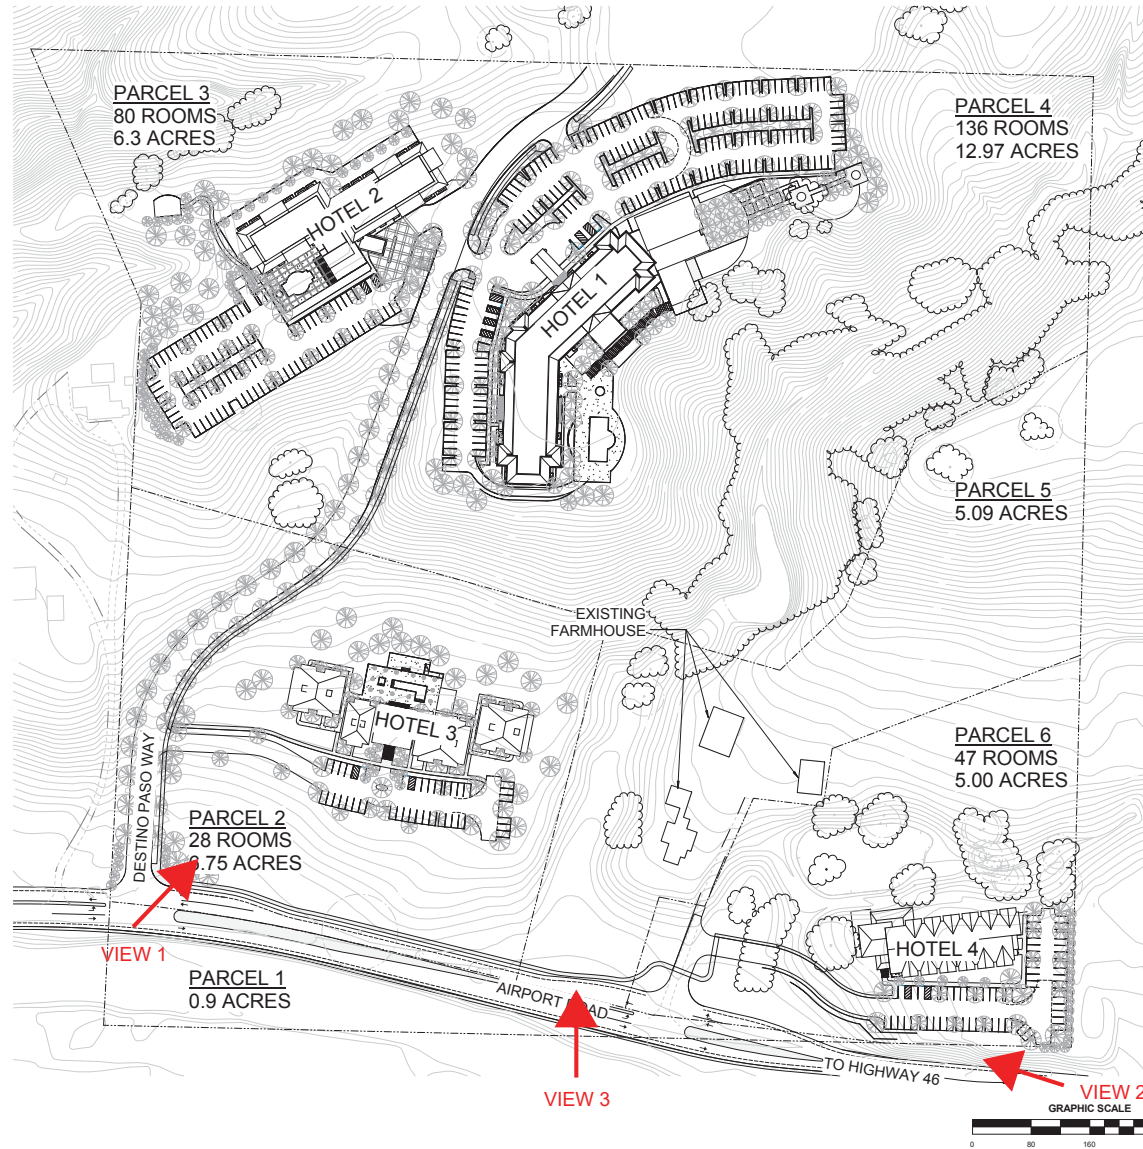 PARCEL 3
80 ROOMS
6.3 ACRES
PARCEL 4
136 ROOMS
12.97 ACRES
HOTEL 2
HOTEL 1
PARCEL 5
5.09 ACRES
EXISTING
FARMHOUSE
HOTEL 3
PARCEL 6
47 ROOMS
5.00 ACRES
DESTINO PASO WAY
PARCEL 2
28 ROOMS
6.75 ACRES
HOTEL 4
VIEW 1
PARCEL 1
0.9 ACRES
AIRPORT ROAD
TO HIGHWAY 46
VIEW 3
VIEW 2
GRAPHIC SCALE
0 80 160